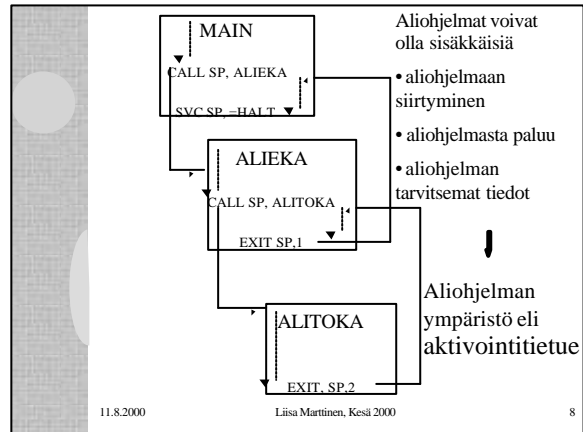 MAIN
CALL SP, ALIEKA
SVC SP, =HALT
ALIEKA
CALL SP, ALITOKA
EXIT SP,1
ALITOKA
EXIT, SP,2
Aliohjelmat voivat
olla sisäkkäisiä
• aliohjelmaan
siirtyminen
• aliohjelmasta paluu
• aliohjelman
tarvitsemat tiedot
Aliohjelman
ympäristö eli
aktivointitietue
11.8.2000
Liisa Marttinen, Kesä 2000
8